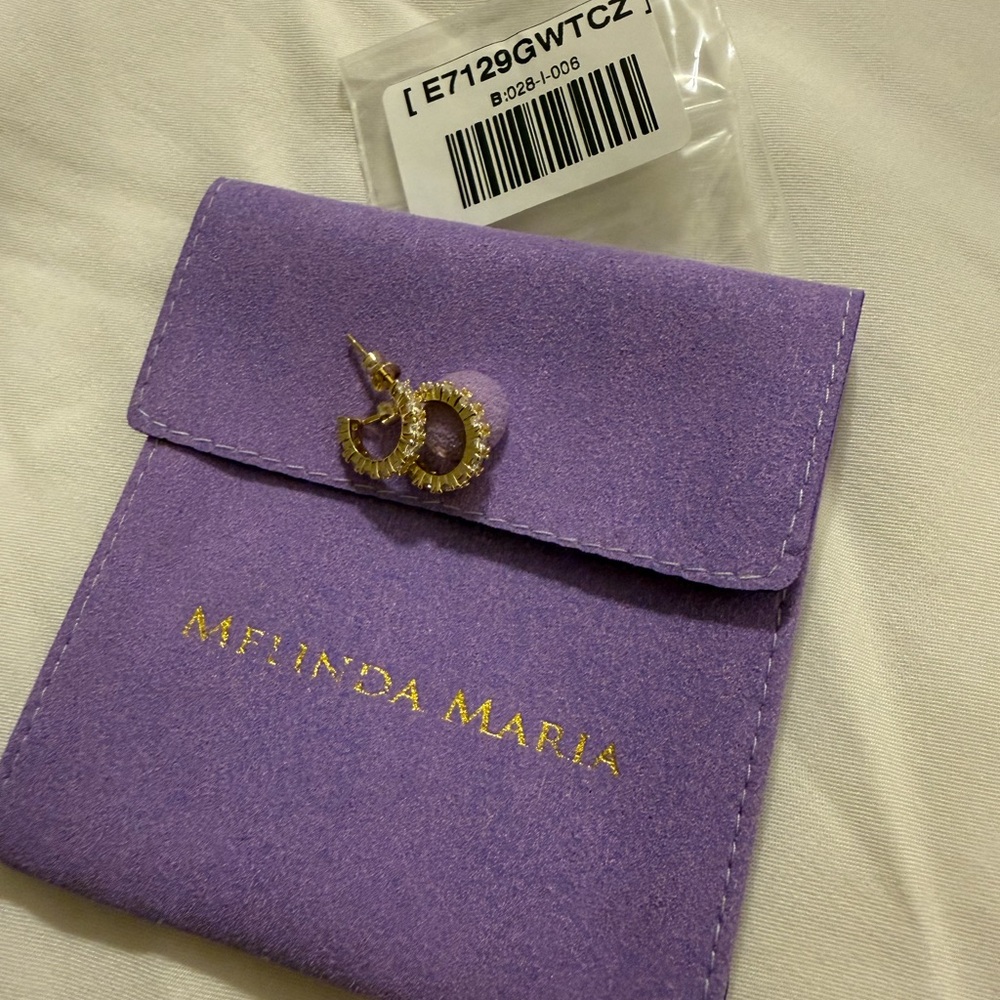 [ E7129GWTCZ ]
B:028-I-006
MELINDA MARIA